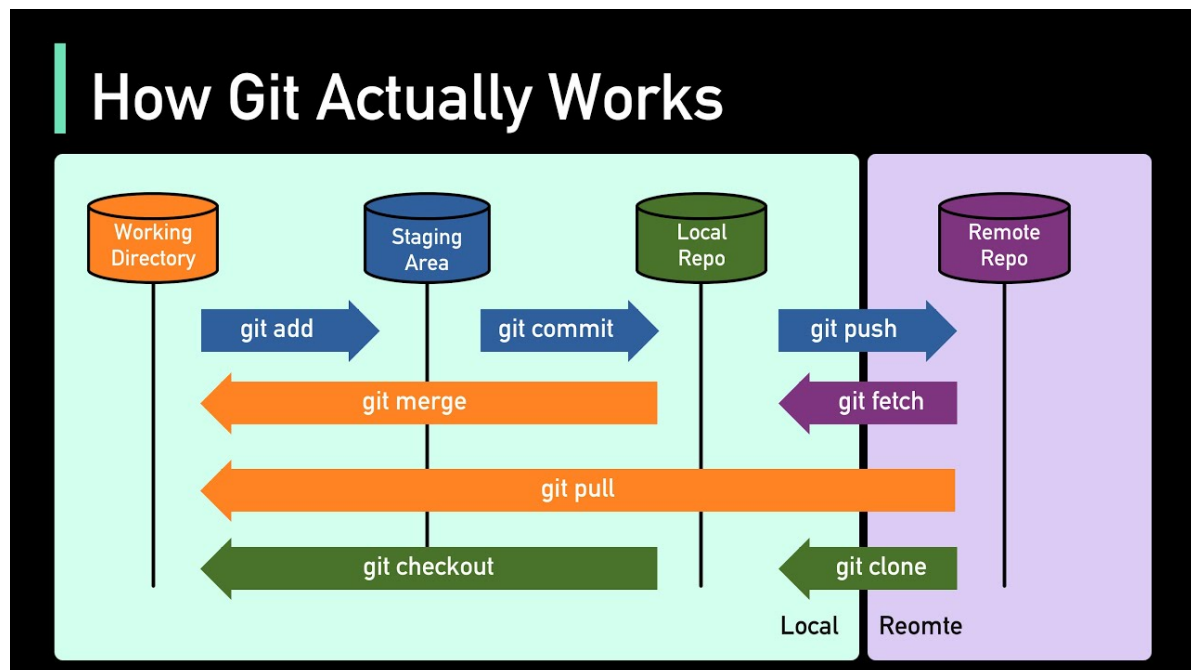 How Git Actually Works
Working
Directory
Staging
Area
Local
Repo
Remote
Repo
git add
git commit
git push
git merge
git fetch
git pull
git checkout
git clone
Local
Reomte